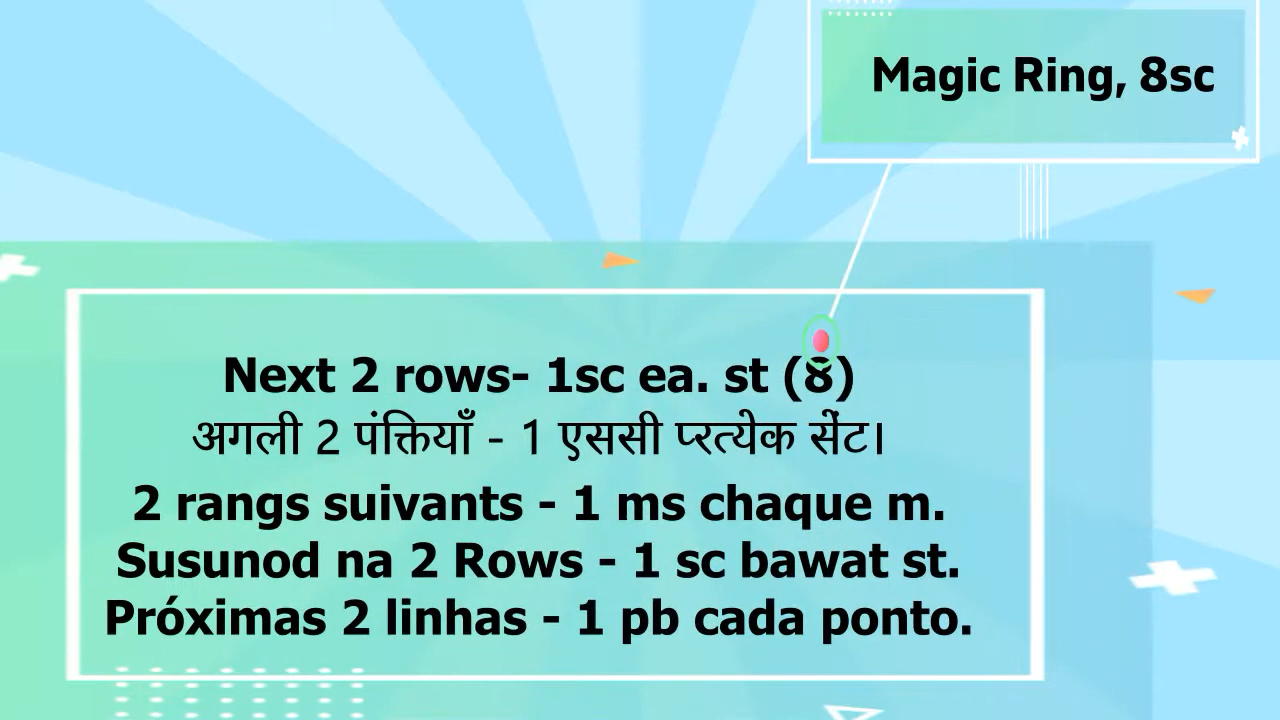 Magic Ring, 8sc
Next 2 rows- 1sc ea. st (8)
अगली 2 पंक्तियाँ - 1 एससी प्रत्येक सेंट।
2 rangs suivants - 1 ms chaque m.
Susunod na 2 Rows - 1 sc bawat st.
Próximas 2 linhas - 1 pb cada ponto.